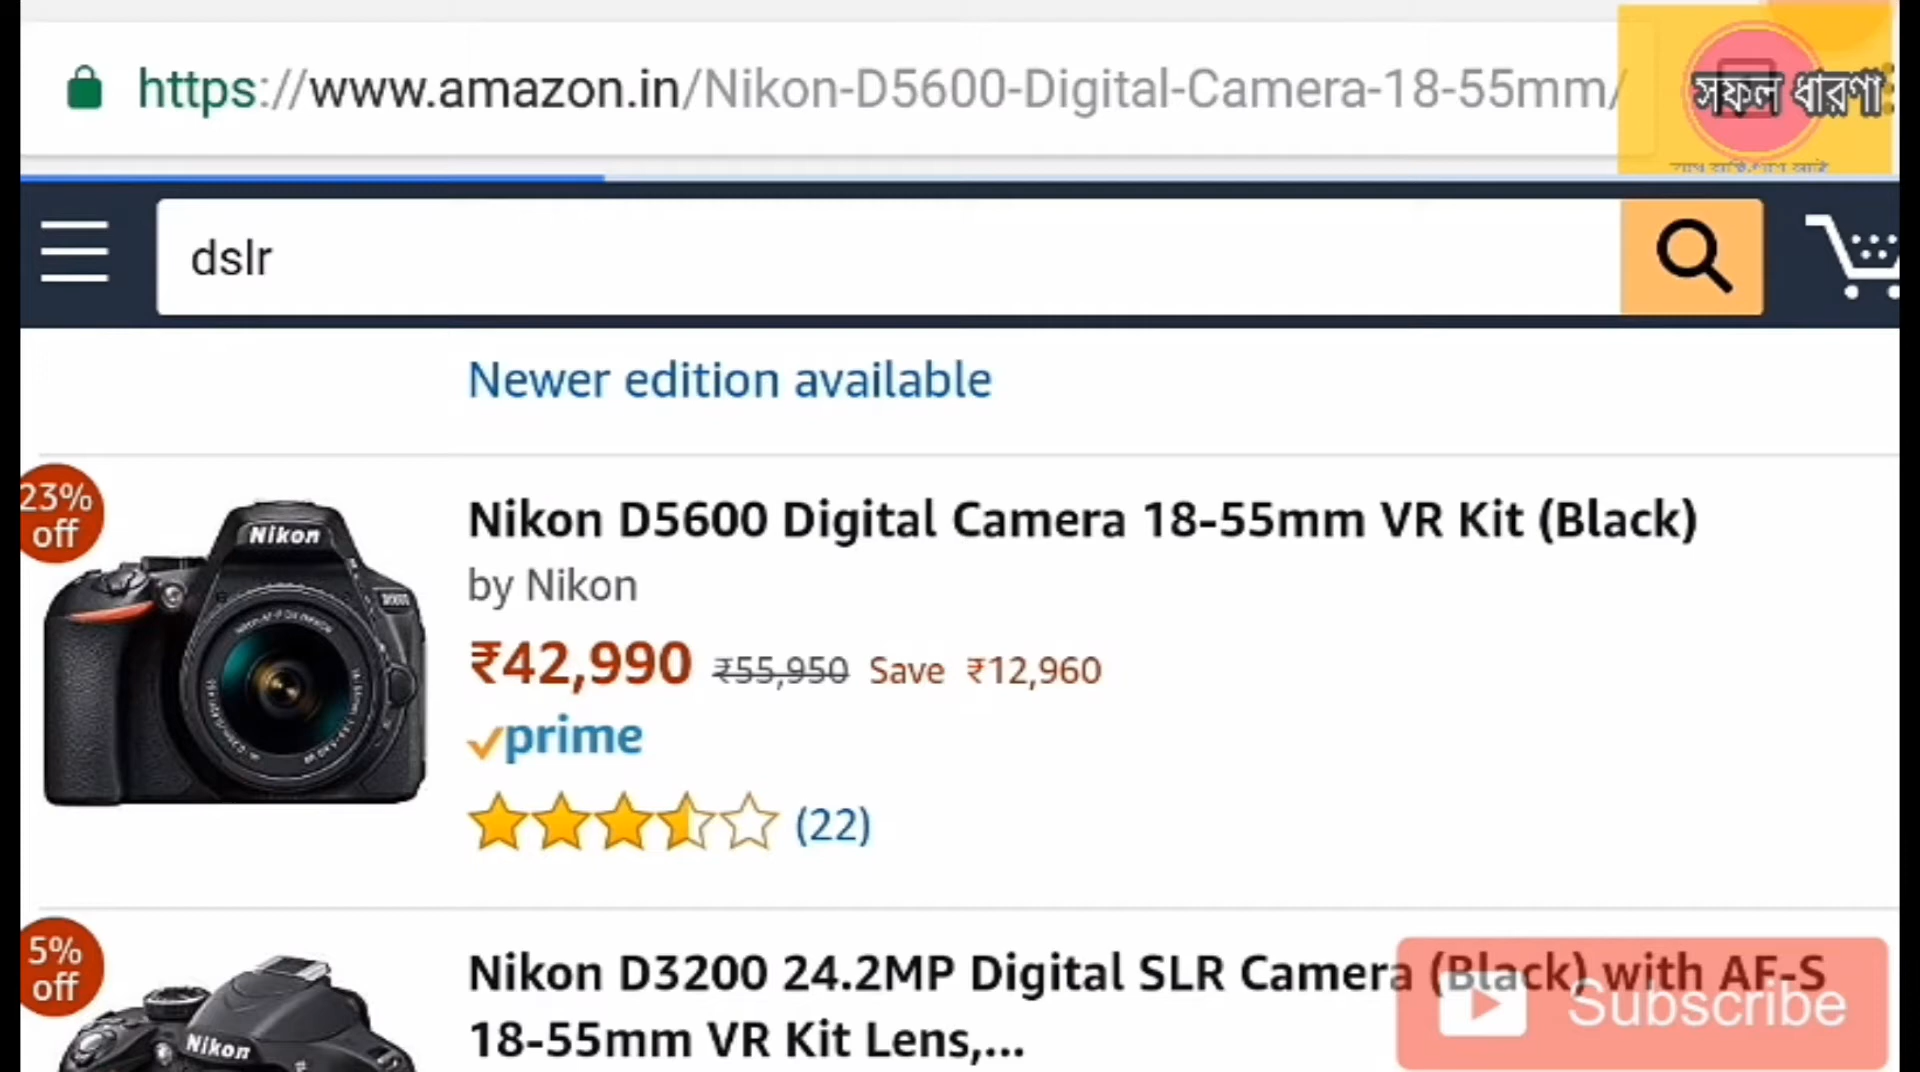 https://www.amazon.in/Nikon-D5600-Digital-Camera-18-55mm/
সফল ধারণা
dslr
Newer edition available
23%
off
Nikon
Nikon D5600 Digital Camera 18-55mm VR Kit (Black)
by Nikon
₹42,990 ₹55,950 Save ₹12,960
prime
(22)
5%
off
Nikon
Nikon D3200 24.2MP Digital SLR Camera (Black) with AF-S
18-55mm VR Kit Lens,...
Subscribe